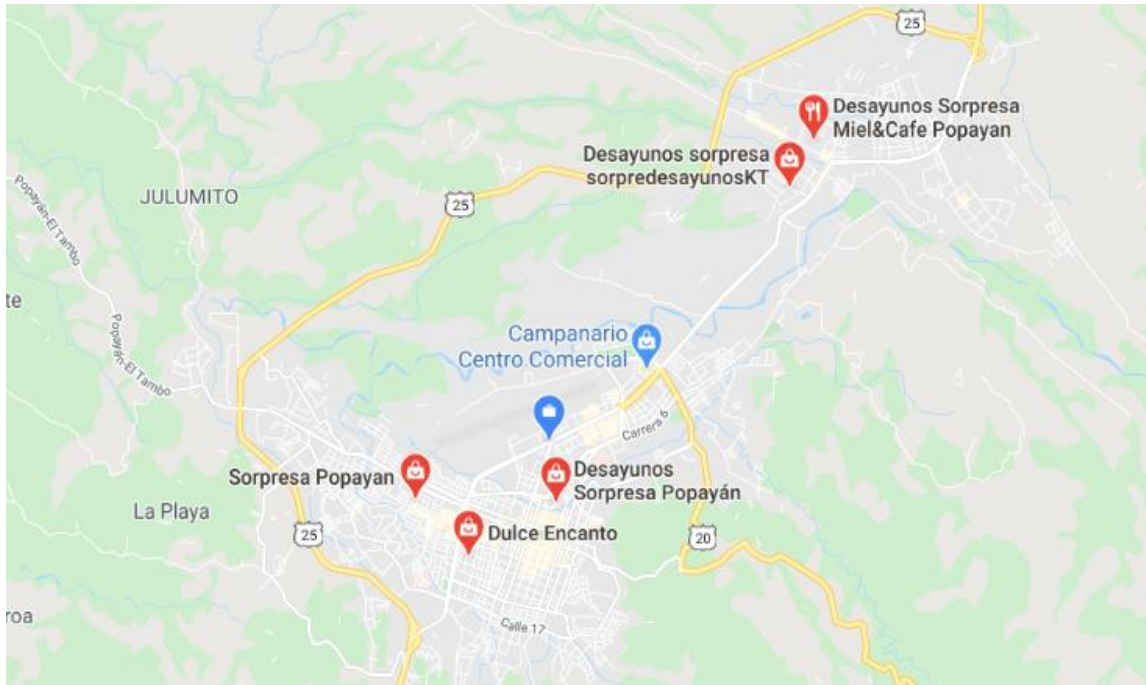 25
Desayunos Sorpresa
Miel&Cafe Popayan
Desayunos sorpresa
sorpredesayunosKT
JULUMITO
25
Popayán-El Tambo
te
Popayán-El Tambo
Campanario
Centro Comercial
Carrera 6
Sorpresa Popayan
Desayunos
Sorpresa Popayán
La Playa
25
Dulce Encanto
20
roa
Calle 17